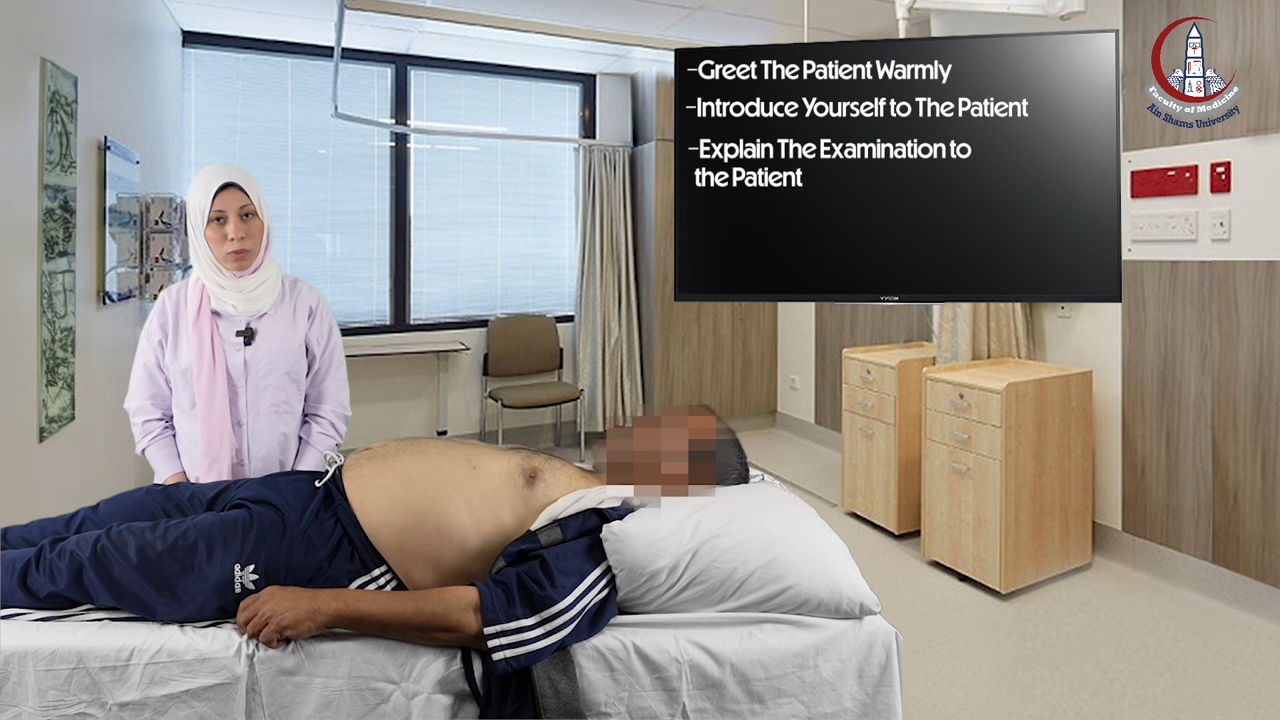 -Greet The Patient Warmly
-Introduce Yourself to The Patient
-Explain The Examination to
the Patient
Faculty of Medicine
Ain Shams University
adidas